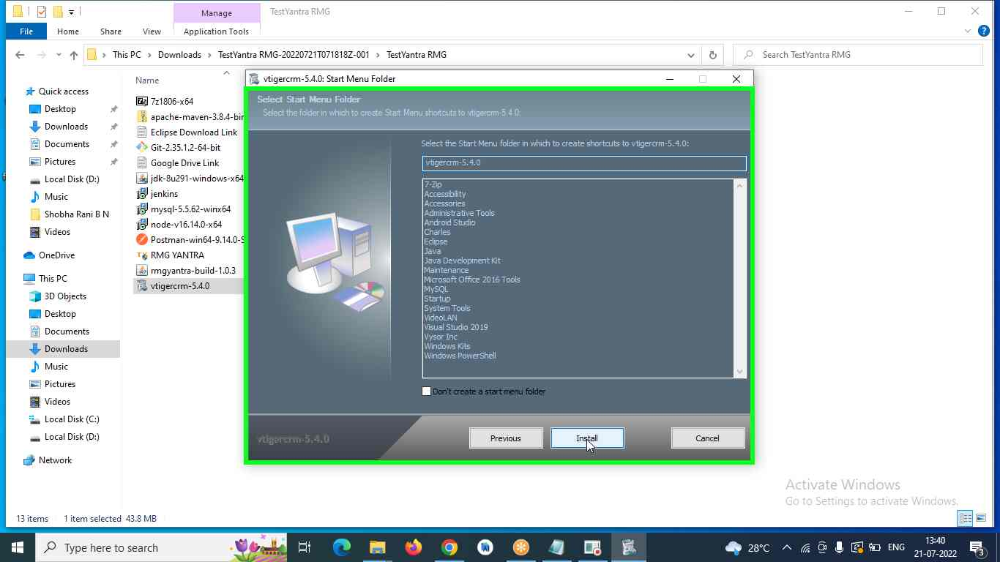 Manage
TestYantra RMG
File
Home
Share
View
Application Tools
This PC
Downloads
TestYantra RMG-20220721T071818Z-001
TestYantra RMG
Search TestYantra RMG
Quick access
Desktop
Downloads
Documents
Pictures
Local Disk (D:)
Music
Shobha Rani B N
Videos
OneDrive
This PC
3D Objects
Desktop
Documents
Downloads
Music
Pictures
Videos
Local Disk (C:)
Local Disk (D:)
Network
Name
7z1806-x64
apache-maven-3.8.4-bin
Eclipse Download Link
Git-2.35.1.2-64-bit
Google Drive Link
jdk-8u291-windows-x64
jenkins
mysql-5.5.62-winx64
node-v16.14.0-x64
Postman-win64-9.14.0-S
RMG YANTRA
rmgyantra-build-1.0.3
vtigercrm-5.4.0
vtigercrm-5.4.0: Start Menu Folder
Select Start Menu Folder
Select the folder in which to create Start Menu shortcuts to vtigercrm-5.4.0:
Select the Start Menu folder in which to create shortcuts to vtigercrm-5.4.0:
vtigercrm-5.4.0
7-Zip
Accessibility
Accessories
Administrative Tools
Android Studio
Charles
Eclipse
Java
Java Development Kit
Maintenance
Microsoft Office 2016 Tools
MySQL
Startup
System Tools
VideoLAN
Visual Studio 2019
Vysor Inc
Windows Kits
Windows PowerShell
Don't create a start menu folder
vtigercrm-5.4.0
Previous
Install
Cancel
Activate Windows
Go to Settings to activate Windows.
13 items
1 item selected 43.8 MB
Type here to search
28°C
ENG
13:40
21-07-2022
3